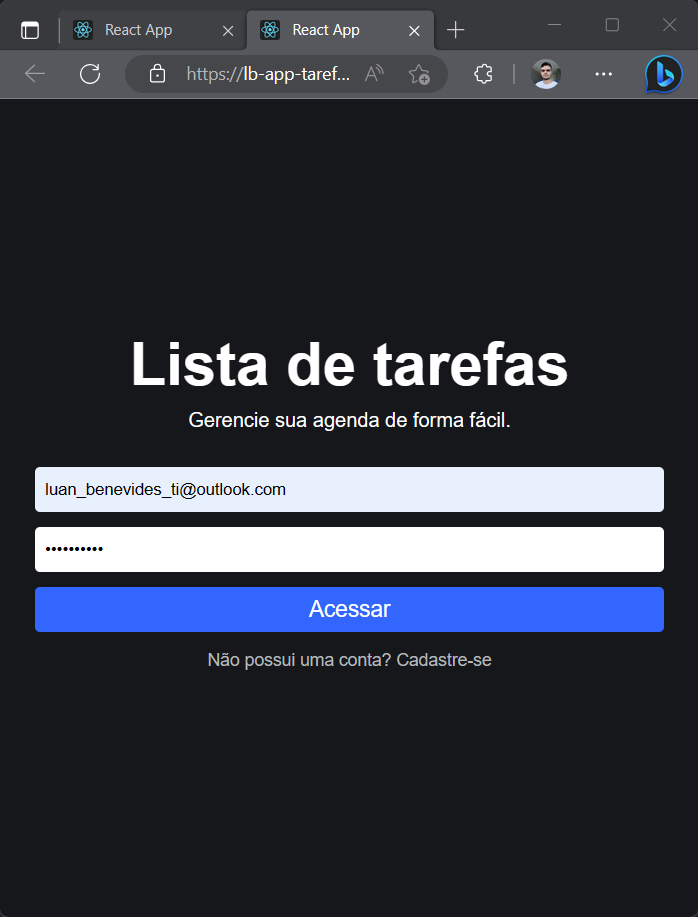 React App
React App
https://lb-app-taref...
Lista de tarefas
Gerencie sua agenda de forma fácil.
luan_benevides_ti@outlook.com
••••••••••
Acessar
Não possui uma conta? Cadastre-se